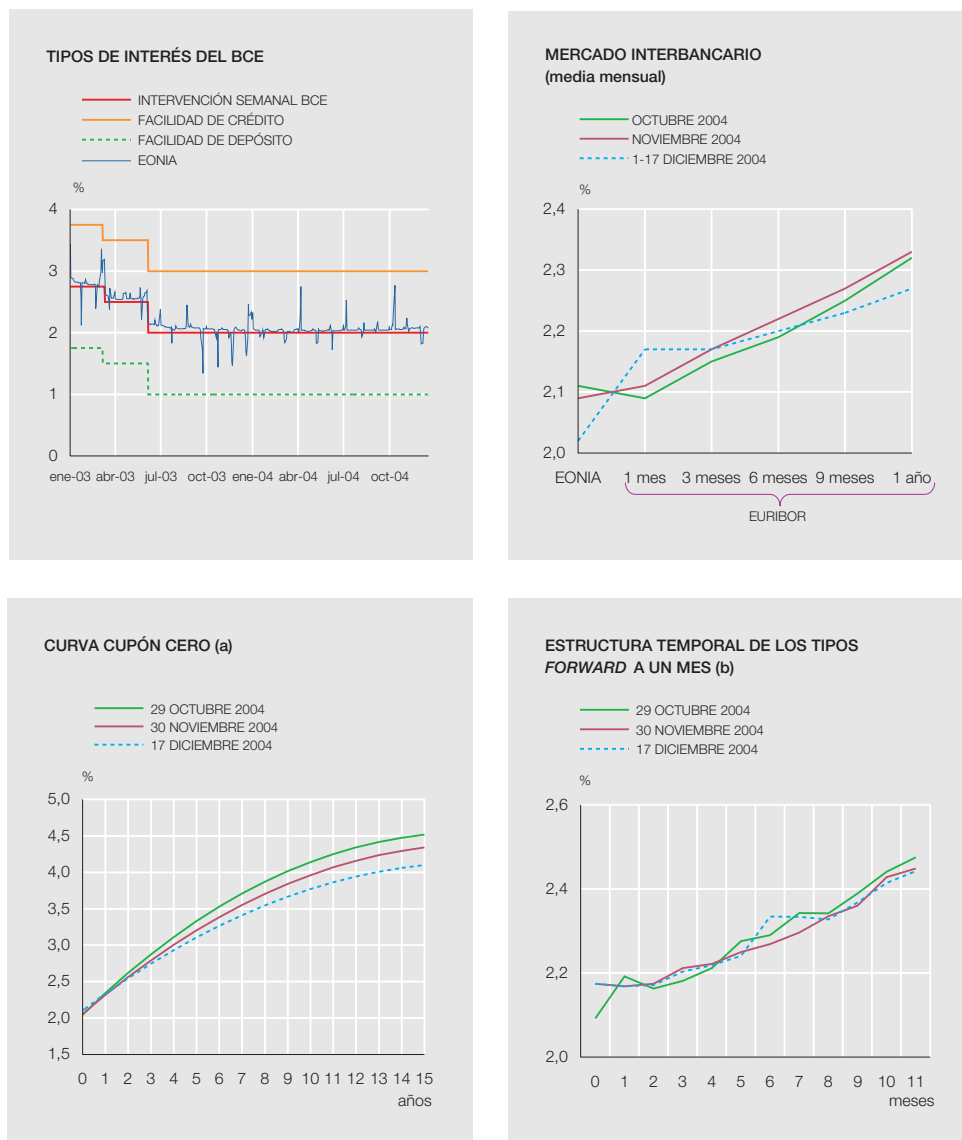 TIPOS DE INTERÉS DEL BCE
INTERVENCIÓN SEMANAL BCE
FACILIDAD DE CRÉDITO
FACILIDAD DE DEPÓSITO
EONIA
%
4
3
2
1
0
ene-03 abr-03 jul-03 oct-03 ene-04 abr-04 jul-04 oct-04
MERCADO INTERBANCARIO
(media mensual)
OCTUBRE 2004
NOVIEMBRE 2004
1-17 DICIEMBRE 2004
%
2,4
2,3
2,2
2,1
2,0
EONIA 1 mes 3 meses 6 meses 9 meses 1 año
EURIBOR
CURVA CUPÓN CERO (a)
29 OCTUBRE 2004
30 NOVIEMBRE 2004
17 DICIEMBRE 2004
%
5,0
4,5
4,0
3,5
3,0
2,5
2,0
1,5
0 1 2 3 4 5 6 7 8 9 10 11 12 13 14 15
años
ESTRUCTURA TEMPORAL DE LOS TIPOS
FORWARD A UN MES (b)
29 OCTUBRE 2004
30 NOVIEMBRE 2004
17 DICIEMBRE 2004
%
2,6
2,4
2,2
2,0
0 1 2 3 4 5 6 7 8 9 10 11
meses